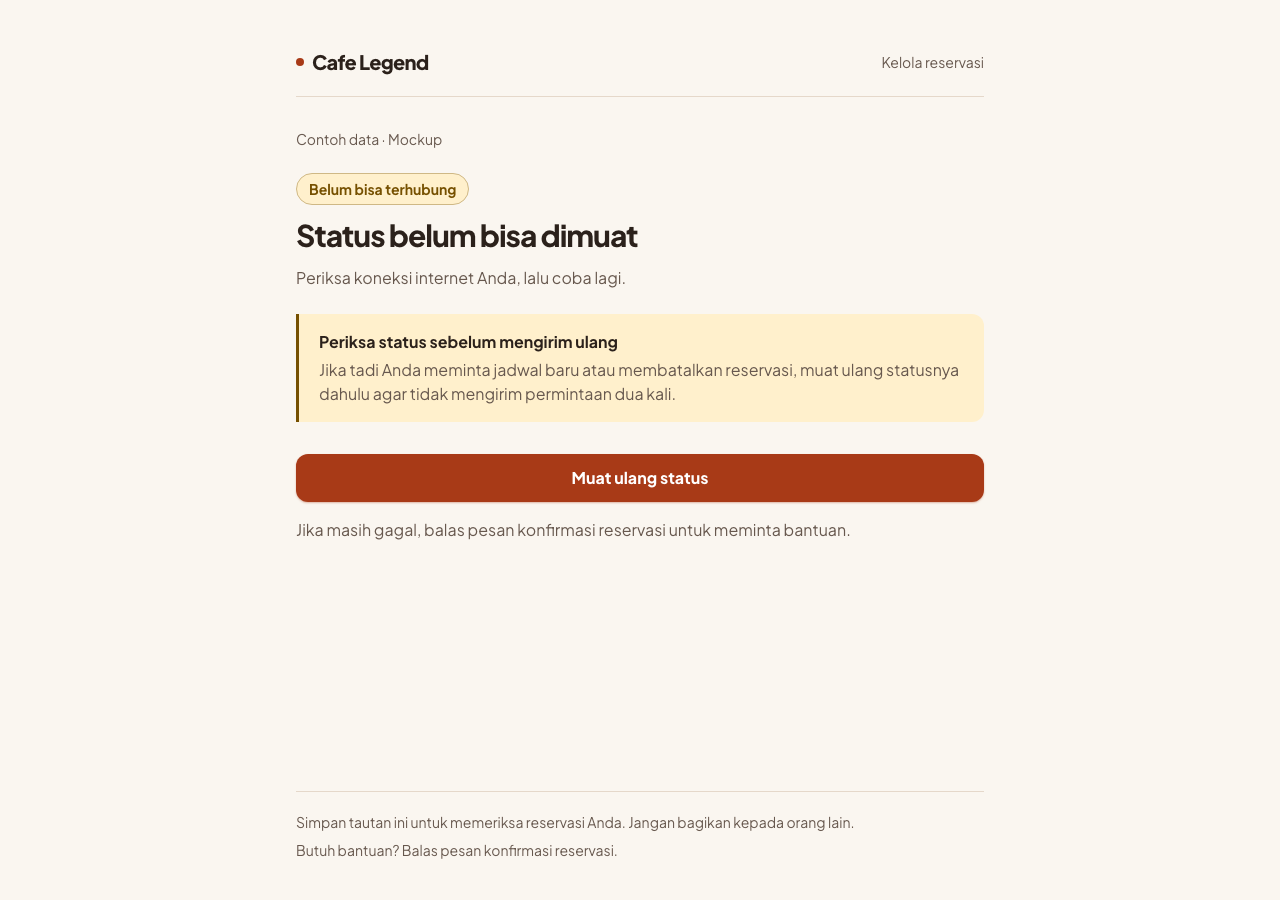 Cafe Legend
Kelola reservasi
Contoh data · Mockup
Belum bisa terhubung
Status belum bisa dimuat
Periksa koneksi internet Anda, lalu coba lagi.
Periksa status sebelum mengirim ulang
Jika tadi Anda meminta jadwal baru atau membatalkan reservasi, muat ulang statusnya
dahulu agar tidak mengirim permintaan dua kali.
Muat ulang status
Jika masih gagal, balas pesan konfirmasi reservasi untuk meminta bantuan.
Simpan tautan ini untuk memeriksa reservasi Anda. Jangan bagikan kepada orang lain.
Butuh bantuan? Balas pesan konfirmasi reservasi.